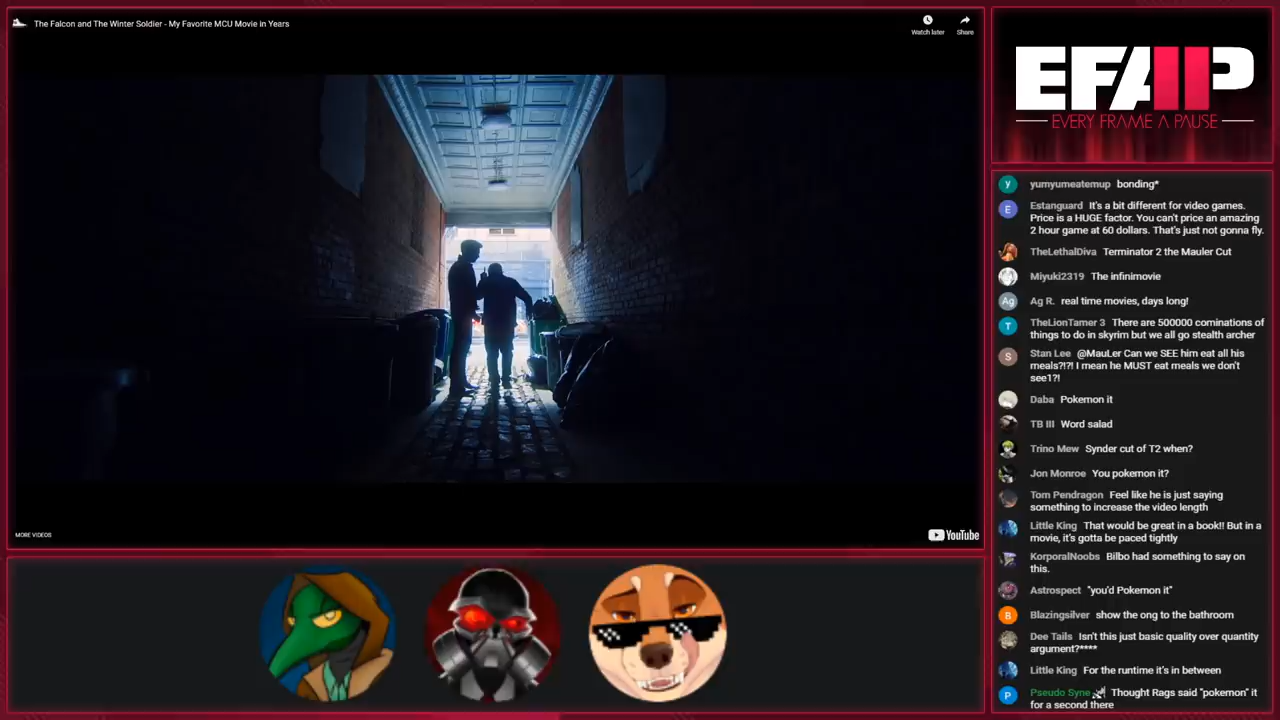 The Falcon and The Winter Soldier - My Favorite MCU Movie in Years
Watch later
Share
MORE VIDEOS
YouTube
EFAP
EVERY FRAME A PAUSE
yumyumeatemup bonding*
Estanguard It's a bit different for video games.
Price is a HUGE factor. You can't price an amazing
2 hour game at 60 dollars. That's just not gonna fly.
TheLethalDiva Terminator 2 the Mauler Cut
Miyuki2319 The infinimovie
Ag R. real time movies, days long!
TheLionTamer 3 There are 500000 cominations of
things to do in skyrim but we all go stealth archer
Stan Lee @MauLer Can we SEE him eat all his
meals?!?! I mean he MUST eat meals we don't
see1?!
Daba Pokemon it
TB III Word salad
Trino Mew Synder cut of T2 when?
Jon Monroe You pokemon it?
Tom Pendragon Feel like he is just saying
something to increase the video length
Little King That would be great in a book!! But in a
movie, it's gotta be paced tightly
KorporalNoobs Bilbo had something to say on
this.
Astrospect "you'd Pokemon it"
Blazingsilver show the ong to the bathroom
Dee Tails Isn't this just basic quality over quantity
argument?****
Little King For the runtime it's in between
Pseudo Syne Thought Rags said "pokemon" it
for a second there
y
E
Ag
T
S
B
P